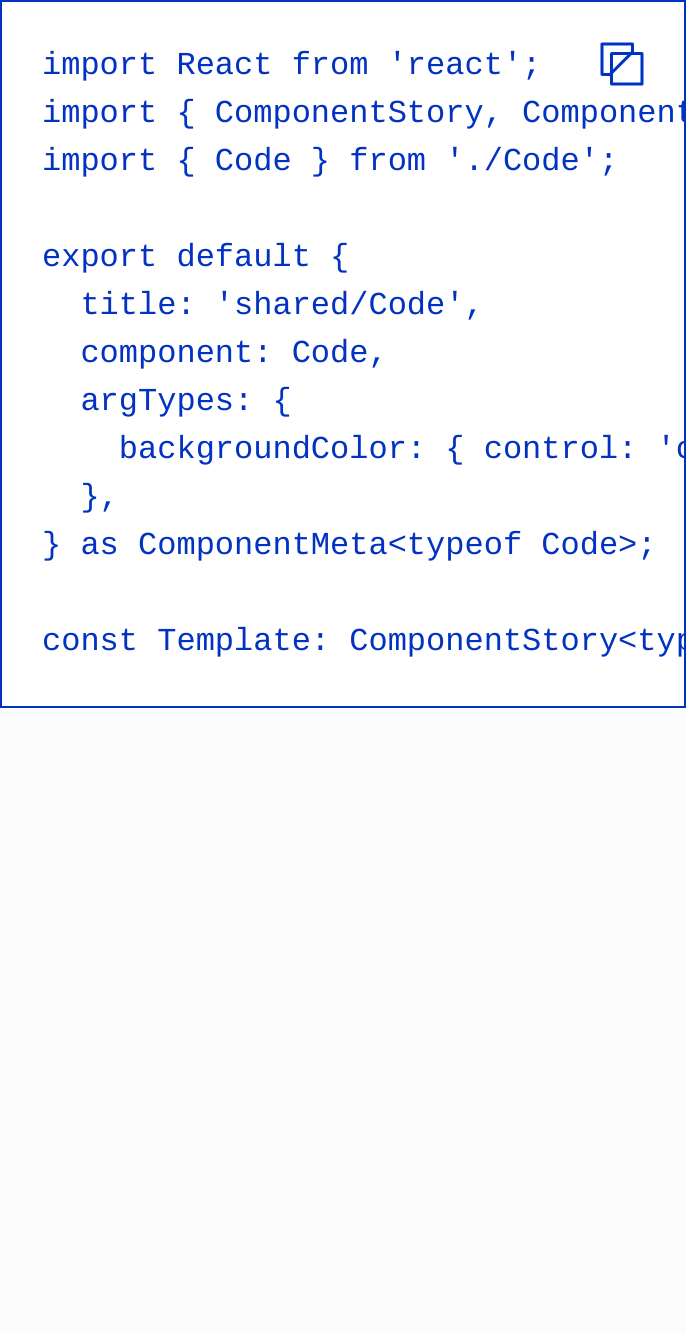 import React from 'react';
import { ComponentStory, Component
import { Code } from './Code';

export default {
  title: 'shared/Code',
  component: Code,
  argTypes: {
    backgroundColor: { control: 'c
  },
} as ComponentMeta<typeof Code>;

const Template: ComponentStory<typ